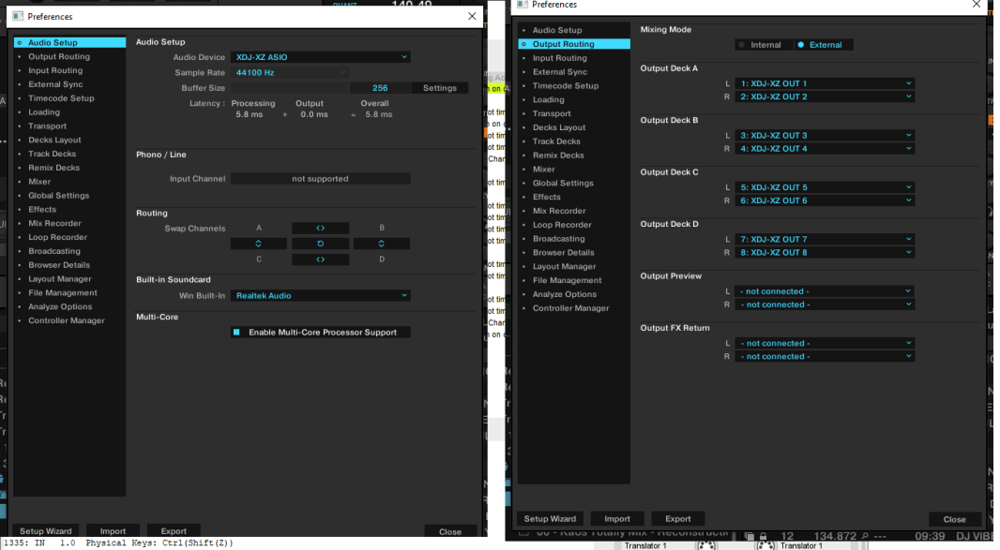 QUANT
140.49
Preferences
Audio Setup
Output Routing
Input Routing
External Sync
Timecode Setup
Loading
Transport
Decks Layout
Track Decks
Remix Decks
Mixer
Global Settings
Effects
Mix Recorder
Loop Recorder
Broadcasting
Browser Details
Layout Manager
File Management
Analyze Options
Controller Manager
Audio Setup
Audio Device XDJ-XZ ASIO
Sample Rate 44100 Hz
Buffer Size 256 Settings
Latency : Processing Output Overall
5.8 ms + 0.0 ms = 5.8 ms
Phono / Line
Input Channel not supported
Routing
Swap Channels A B
C D
Built-in Soundcard
Win Built-In Realtek Audio
Multi-Core
Enable Multi-Core Processor Support
Setup Wizard Import Export Close
1335: IN 1.0 Physical Keys: Ctrl(Shift(Z))
Preferences
Audio Setup
Output Routing
Input Routing
External Sync
Timecode Setup
Loading
Transport
Decks Layout
Track Decks
Remix Decks
Mixer
Global Settings
Effects
Mix Recorder
Loop Recorder
Broadcasting
Browser Details
Layout Manager
File Management
Analyze Options
Controller Manager
Mixing Mode
Internal External
Output Deck A
L 1: XDJ-XZ OUT 1
R 2: XDJ-XZ OUT 2
Output Deck B
L 3: XDJ-XZ OUT 3
R 4: XDJ-XZ OUT 4
Output Deck C
L 5: XDJ-XZ OUT 5
R 6: XDJ-XZ OUT 6
Output Deck D
L 7: XDJ-XZ OUT 7
R 8: XDJ-XZ OUT 8
Output Preview
L - not connected -
R - not connected -
Output FX Return
L - not connected -
R - not connected -
Setup Wizard Import Export Close
12 134.872 --- 09:39 DJ VIB
Translator 1 Translator 1